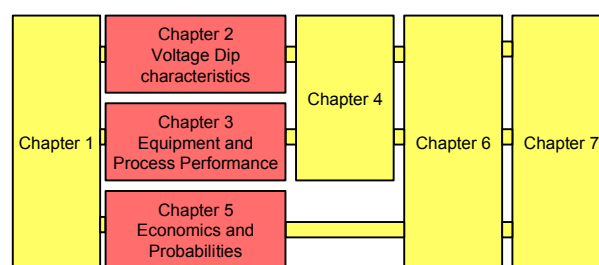 Chapter 1
Chapter 2
Voltage Dip
characteristics
Chapter 3
Equipment and
Process Performance
Chapter 5
Economics and
Probabilities
Chapter 4
Chapter 6
Chapter 7